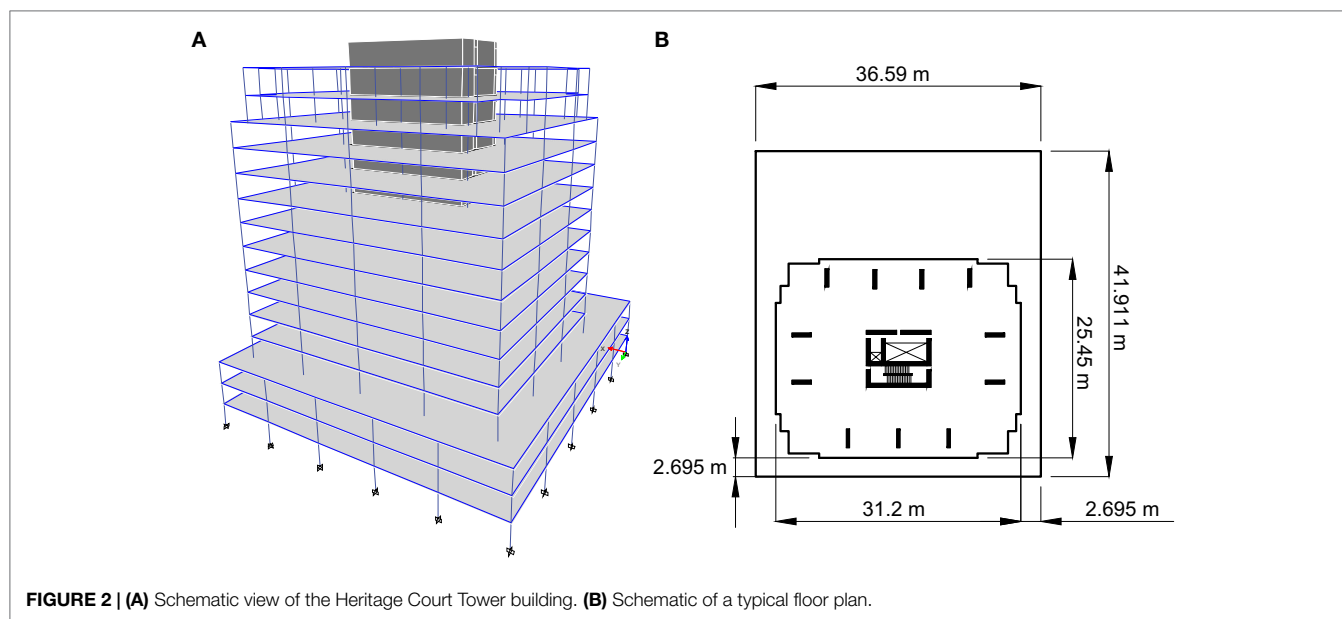 A
B
36.59 m
41.911 m
25.45 m
2.695 m
31.2 m
2.695 m
Z
X
Y
FIGURE 2 | (A) Schematic view of the Heritage Court Tower building. (B) Schematic of a typical floor plan.